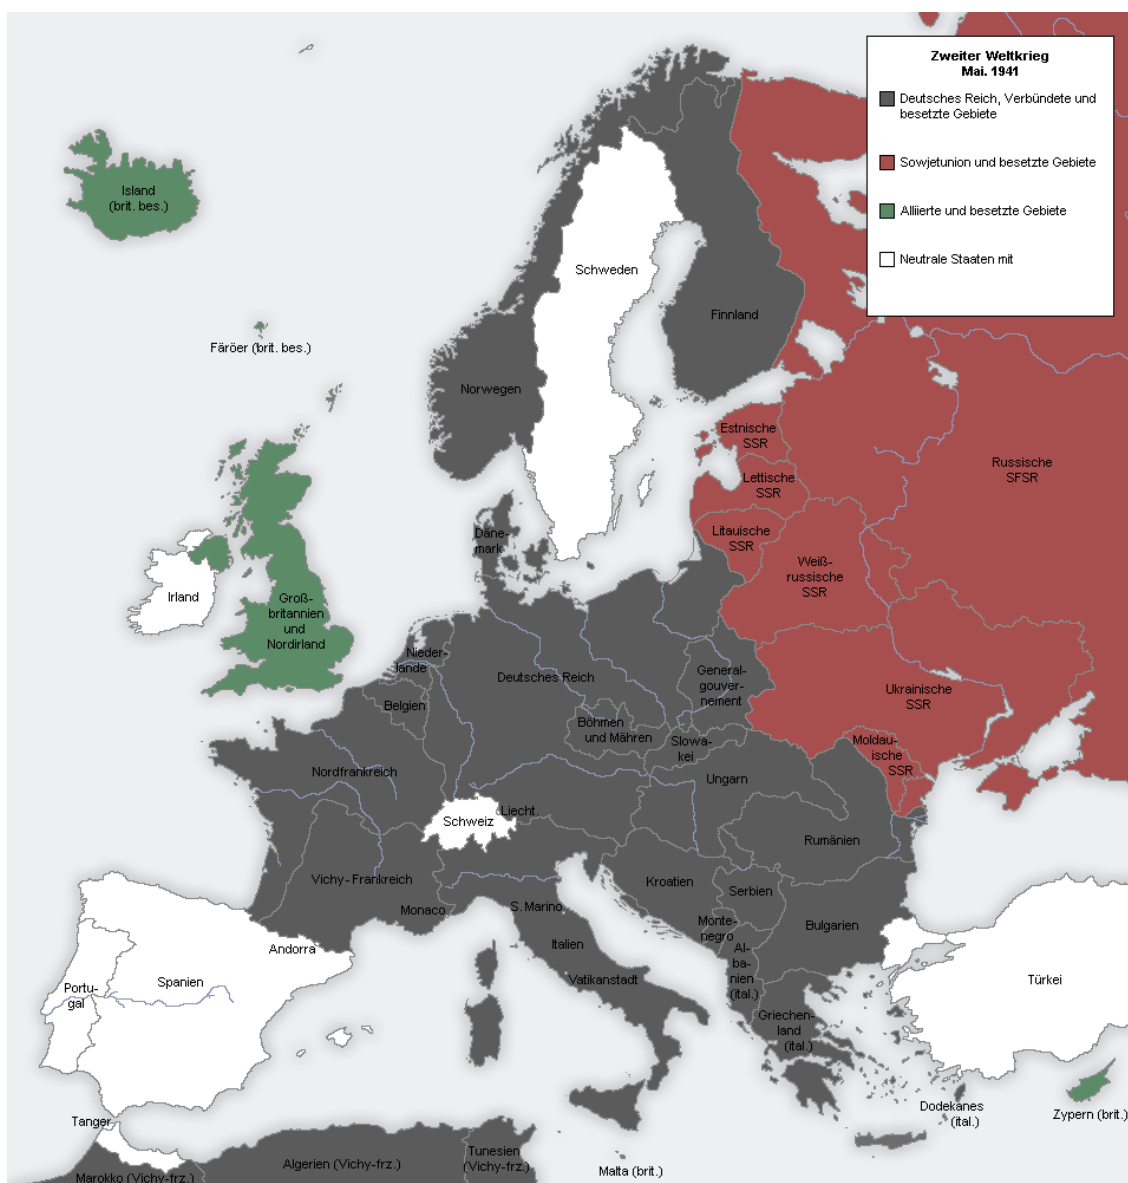 Zweiter Weltkrieg
Mai. 1941
Deutsches Reich, Verbündete und
besetzte Gebiete
Sowjetunion und besetzte Gebiete
Alliierte und besetzte Gebiete
Neutrale Staaten mit
Island
(brit. bes.)
Färöer (brit. bes.)
Schweden
Finnland
Norwegen
Estnische
SSR
Lettische
SSR
Litauische
SSR
Russische
SFSR
Weiß-
russische
SSR
Däne-
mark
Irland
Groß-
britannien
und
Nordirland
Nieder-
lande
Belgien
Deutsches Reich
General-
gouver-
nement
Ukrainische
SSR
Böhmen
und Mähren
Slowa-
kei
Moldau-
ische
SSR
Nordfrankreich
Ungarn
Liecht.
Schweiz
Rumänien
Vichy-Frankreich
Kroatien
Serbien
Monaco
S. Marino
Monte-
negro
Bulgarien
Andorra
Italien
Al-
ba-
nien
(ital.)
Vatikanstadt
Portu-
gal
Spanien
Türkei
Griechen-
land
(ital.)
Dodekanes
(ital.)
Zypern (brit.)
Tanger
Marokko (Vichy-frz.)
Algerien (Vichy-frz.)
Tunesien
(Vichy-frz.)
Malta (brit.)